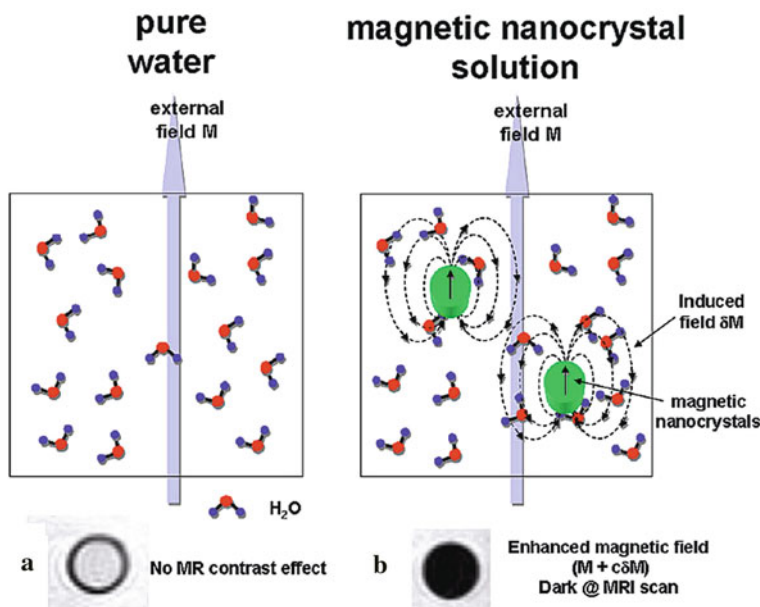 pure
water
external
field M
H₂O
a
No MR contrast effect
magnetic nanocrystal
solution
external
field M
Induced
field δM
magnetic
nanocrystals
b
Enhanced magnetic field
(M + cδM)
Dark @ MRI scan